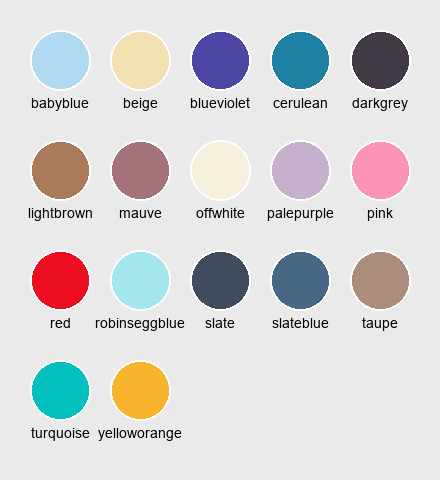 babyblue beige blueviolet cerulean darkgrey
lightbrown mauve offwhite palepurple pink
red robinseggblue slate slateblue taupe
turquoise yelloworange